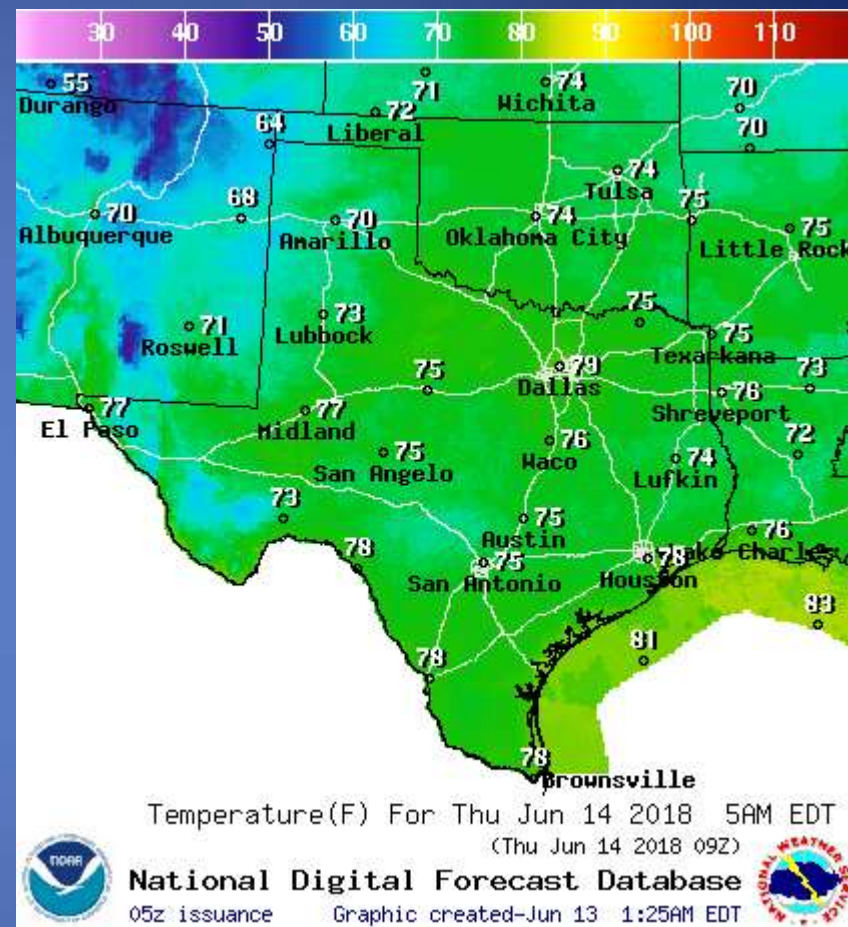 30 40 50 60 70 80 90 100 110
55
Durango
71
74
Wichita
70
72
Liberal
64
70
74
Tulsa
70
Albuquerque
68
70
Amarillo
74
Oklahoma City
75
75
Little Rock
71
Roswell
73
Lubbock
75
75
Texarkana
79
Dallas
75
73
76
Shreveport
77
El Paso
77
Midland
75
San Angelo
76
Waco
74
Lufkin
72
73
75
Austin
76
Lake Charles
78
75
San Antonio
78
Houston
83
81
78
78
Brownsville
Temperature(F) For Thu Jun 14 2018 5AM EDT
(Thu Jun 14 2018 09Z)
NOAA
National Digital Forecast Database
NATIONAL WEATHER SERVICE
05z issuance Graphic created-Jun 13 1:25AM EDT